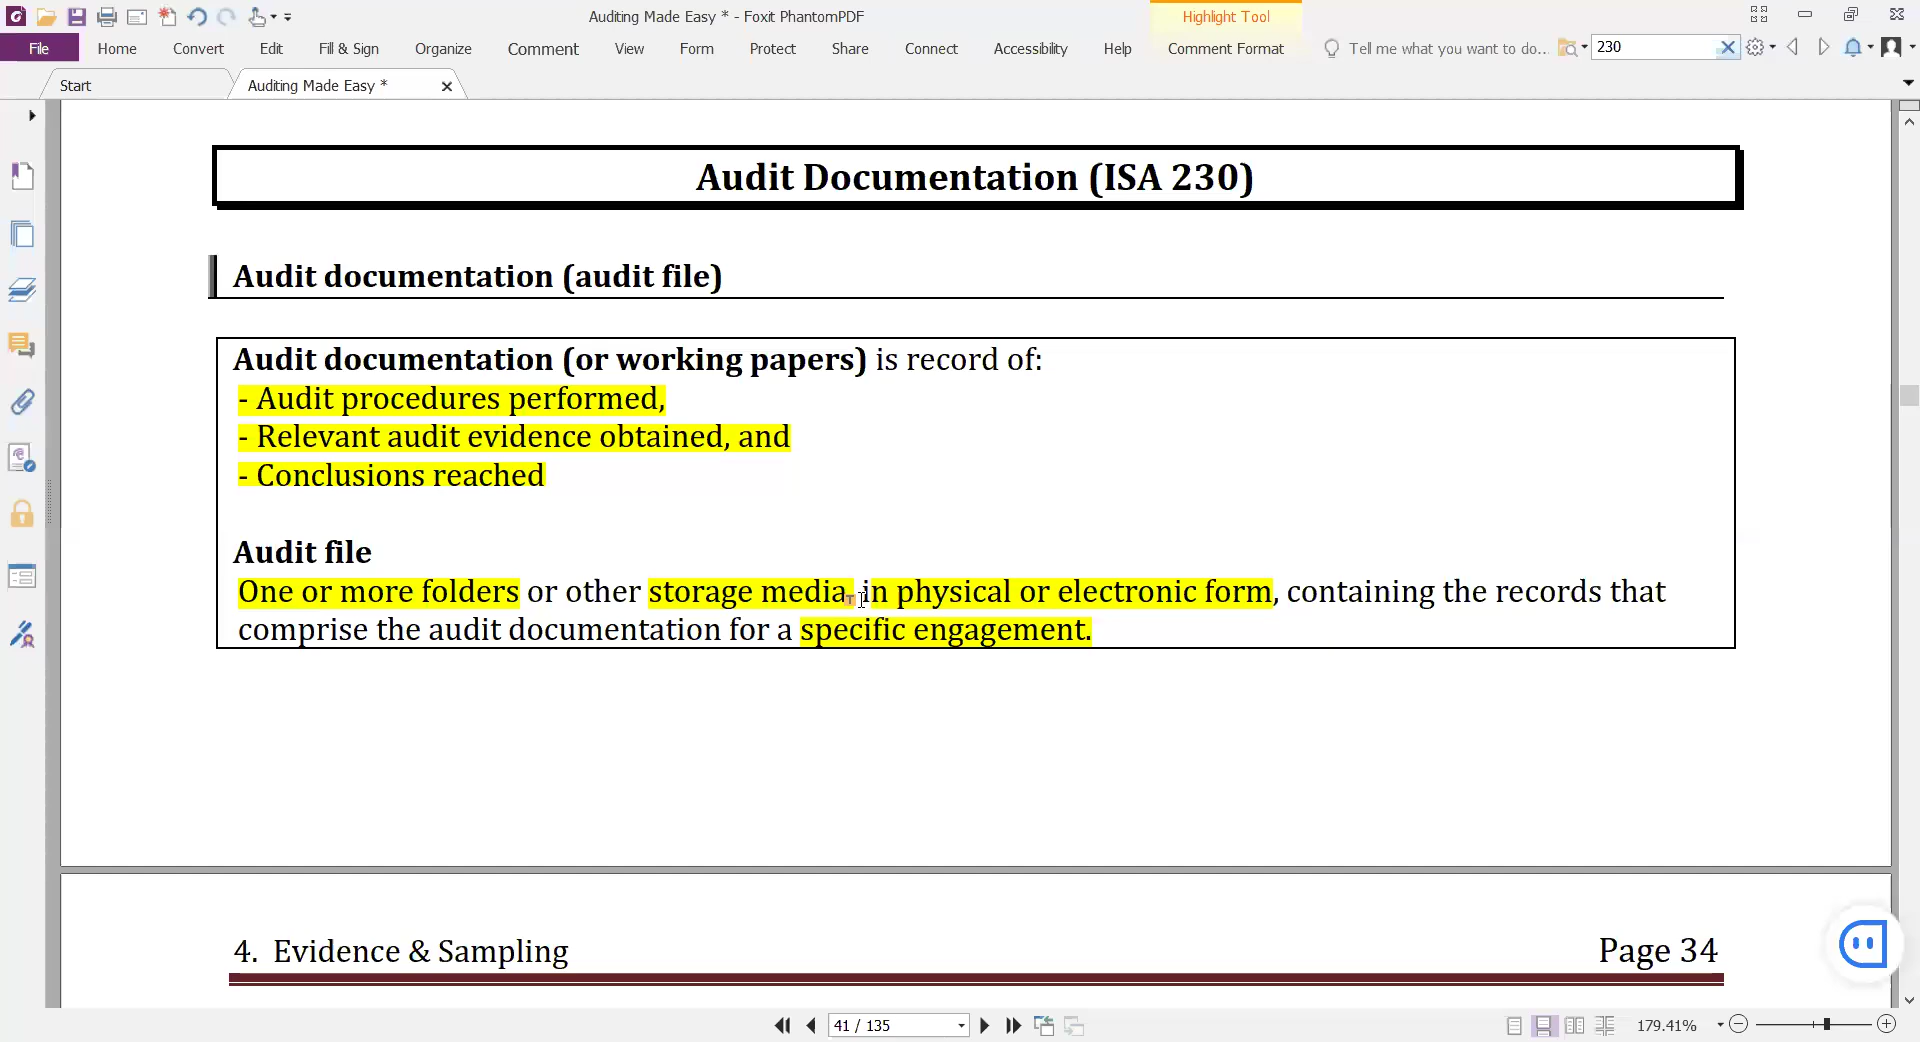 Auditing Made Easy * - Foxit PhantomPDF
Highlight Tool
File Home Convert Edit Fill & Sign Organize Comment View Form Protect Share Connect Accessibility Help Comment Format Tell me what you want to do... 230
Start Auditing Made Easy *
Audit Documentation (ISA 230)
Audit documentation (audit file)
Audit documentation (or working papers) is record of:
- Audit procedures performed,
- Relevant audit evidence obtained, and
- Conclusions reached
Audit file
One or more folders or other storage media, in physical or electronic form, containing the records that
comprise the audit documentation for a specific engagement.
4. Evidence & Sampling Page 34
41 / 135 179.41%